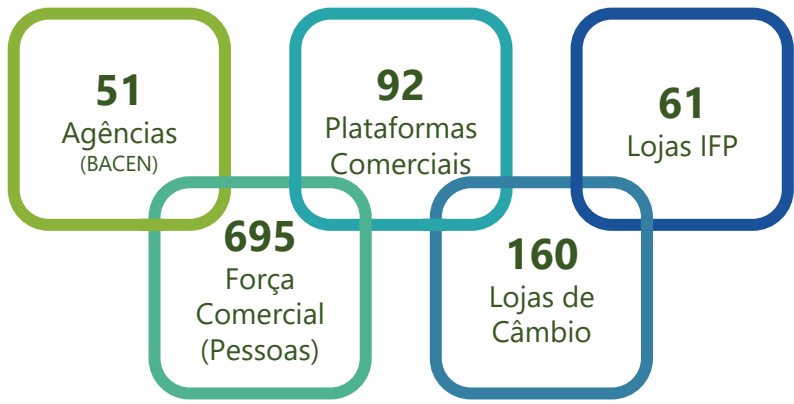 51
Agências
(BACEN)
92
Plataformas
Comerciais
61
Lojas IFP
695
Força
Comercial
(Pessoas)
160
Lojas de
Câmbio